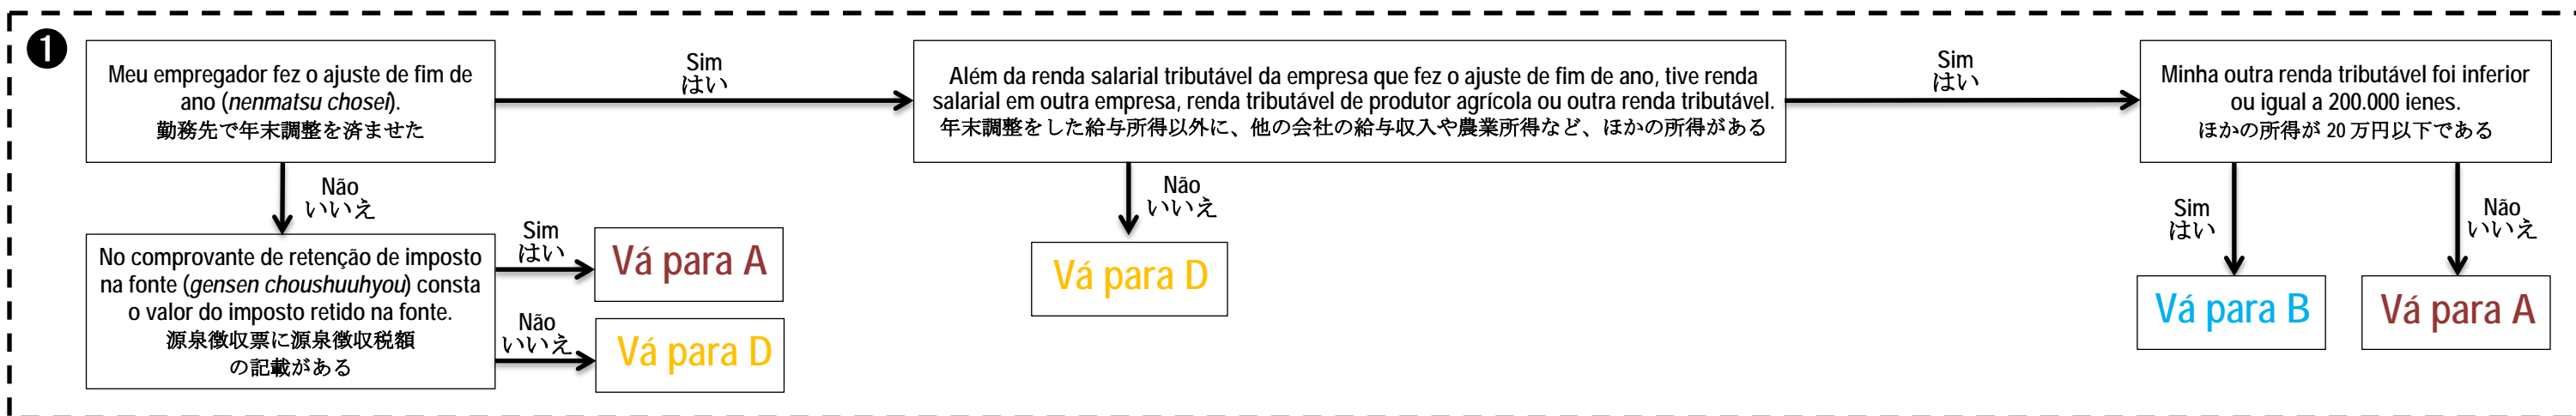 ❶
Meu empregador fez o ajuste de fim de
ano (nenmatsu chosei).
勤務先で年末調整を済ませた
Sim
はい
Além da renda salarial tributável da empresa que fez o ajuste de fim de ano, tive renda
salarial em outra empresa, renda tributável de produtor agrícola ou outra renda tributável.
年末調整をした給与所得以外に、他の会社の給与収入や農業所得など、ほかの所得がある
Sim
はい
Minha outra renda tributável foi inferior
ou igual a 200.000 ienes.
ほかの所得が 20 万円以下である
Não
いいえ
Não
いいえ
Sim
はい
Não
いいえ
No comprovante de retenção de imposto
na fonte (gensen choushuuhyou) consta
o valor do imposto retido na fonte.
源泉徴収票に源泉徴収税額
の記載がある
Sim
はい
Vá para A
Não
いいえ
Vá para D
Vá para D
Vá para B
Vá para A